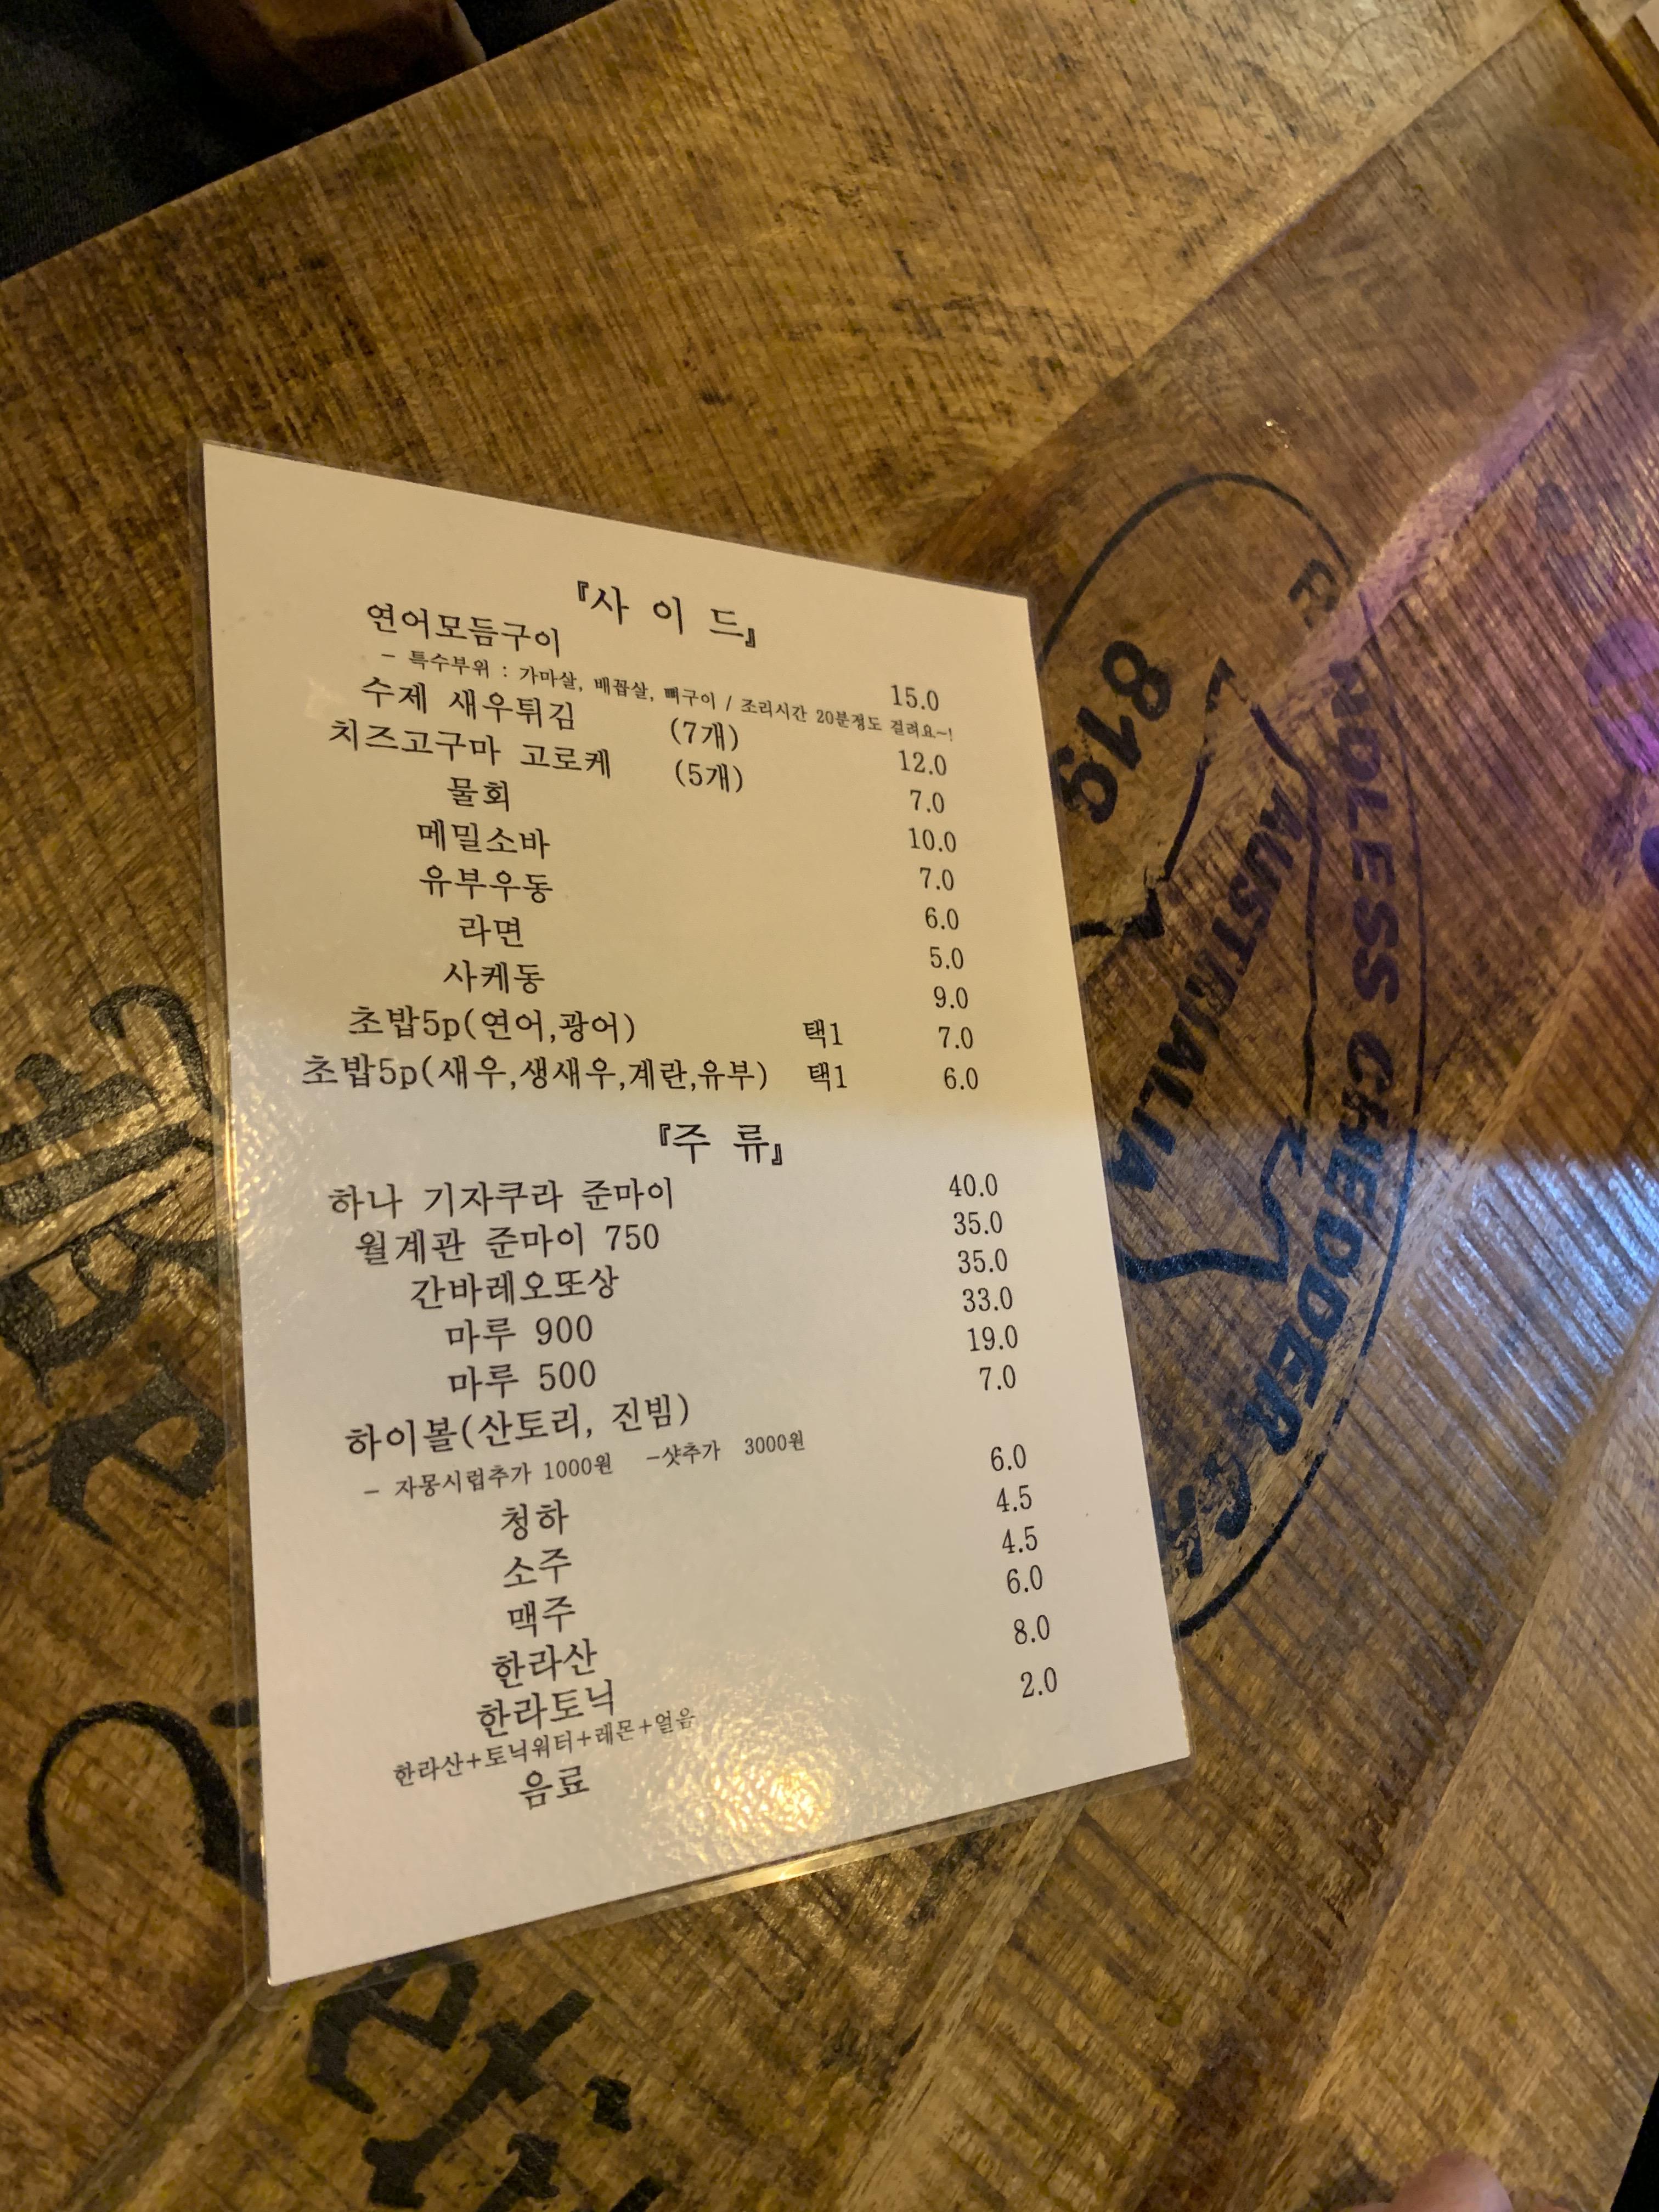 『사 이 드』
연어모듬구이 15.0
- 특수부위 : 가마살, 배꼽살, 뼈구이 / 조리시간 20분정도 걸려요~!
수제 새우튀김 (7개) 12.0
치즈고구마 고로케 (5개) 7.0
물회 10.0
메밀소바 7.0
유부우동 6.0
라면 5.0
사케동 9.0
초밥5p(연어,광어) 택1 7.0
초밥5p(새우,생새우,계란,유부) 택1 6.0
『주 류』
하나 기자쿠라 준마이 40.0
월계관 준마이 750 35.0
간바레오또상 35.0
마루 900 33.0
마루 500 19.0
하이볼(산토리, 진빔) 7.0
- 자몽시럽추가 1000원 -샷추가 3000원
청하 6.0
소주 4.5
맥주 4.5
한라산 6.0
한라토닉 8.0
한라산+토닉워터+레몬+얼음
음료 2.0
819
AUSTRALIA
CHEDDER